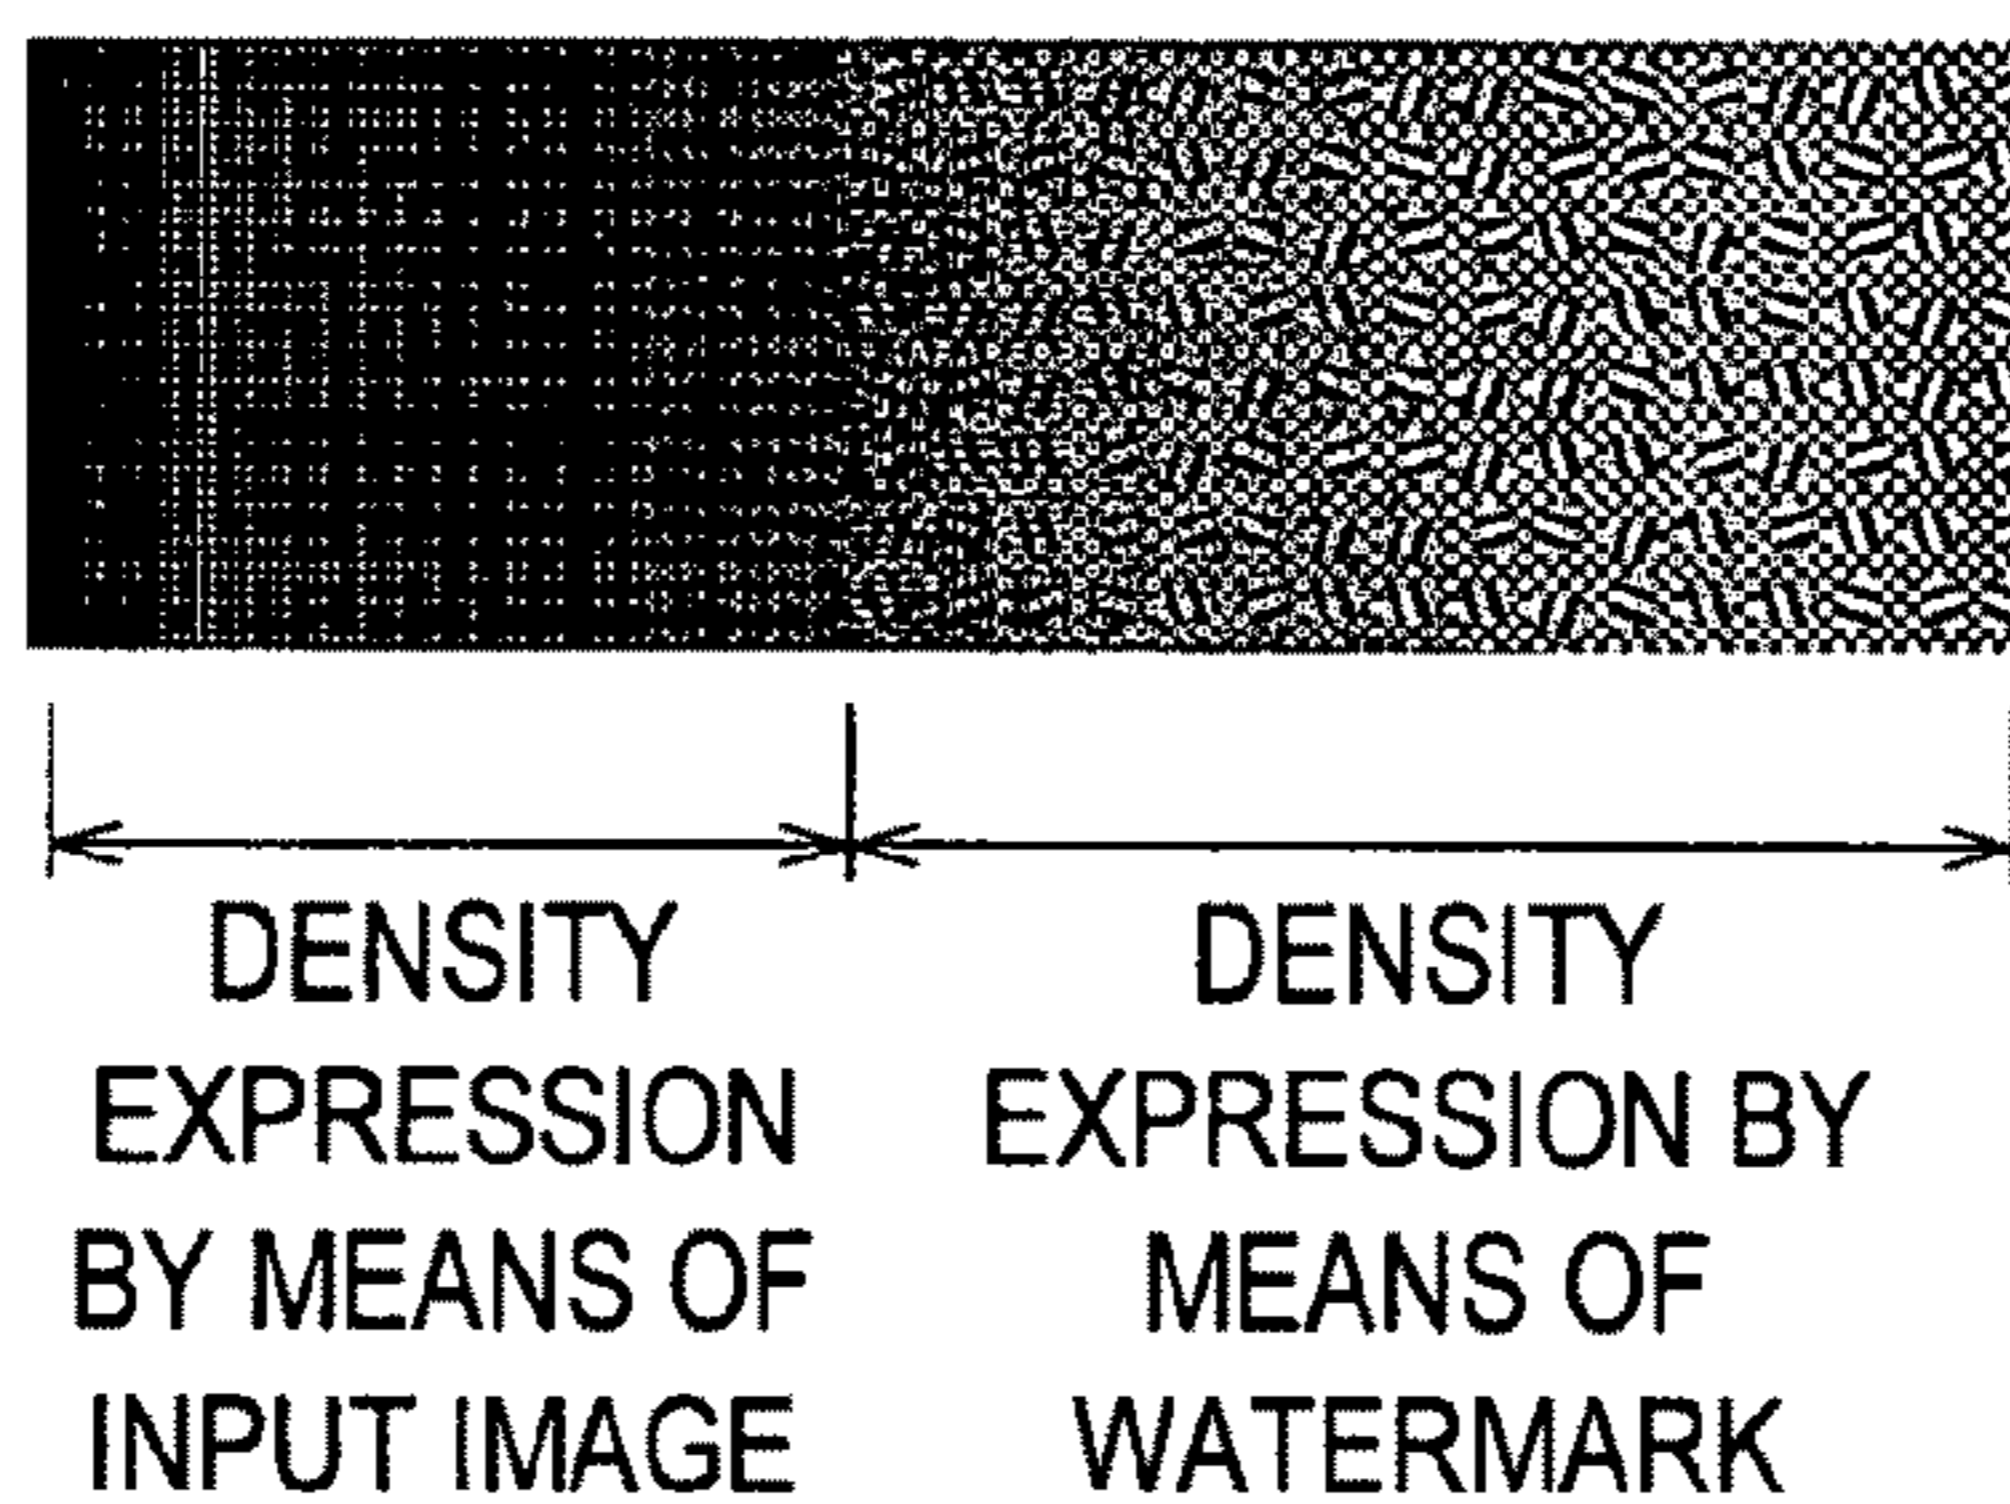 DENSITY
EXPRESSION
BY MEANS OF
INPUT IMAGE
DENSITY
EXPRESSION BY
MEANS OF
WATERMARK